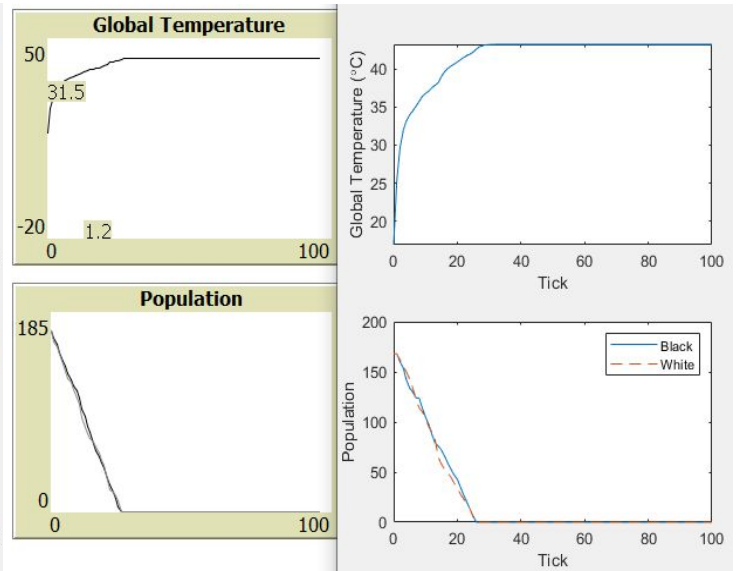 Global Temperature
50
31.5
1.2
-20
0 100
Population
185
0
0 100
Global Temperature (°C)
40
35
30
25
20
0 20 40 60 80 100
Tick
Population
200
150
100
50
0
Black
White
0 20 40 60 80 100
Tick